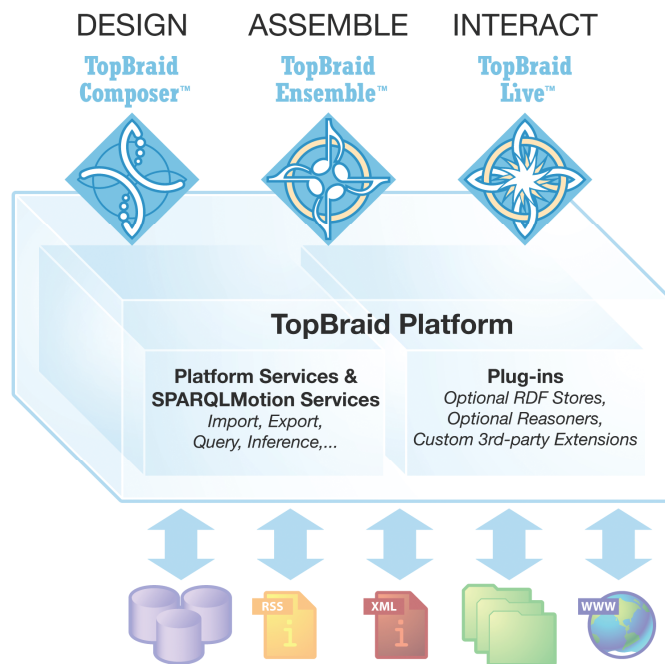 DESIGN ASSEMBLE INTERACT
TopBraid
Composer™
TopBraid
Ensemble™
TopBraid
Live™
TopBraid Platform
Platform Services &
SPARQLMotion Services
Import, Export,
Query, Inference,...
Plug-ins
Optional RDF Stores,
Optional Reasoners,
Custom 3rd-party Extensions
RSS
i
XML
i
WWW